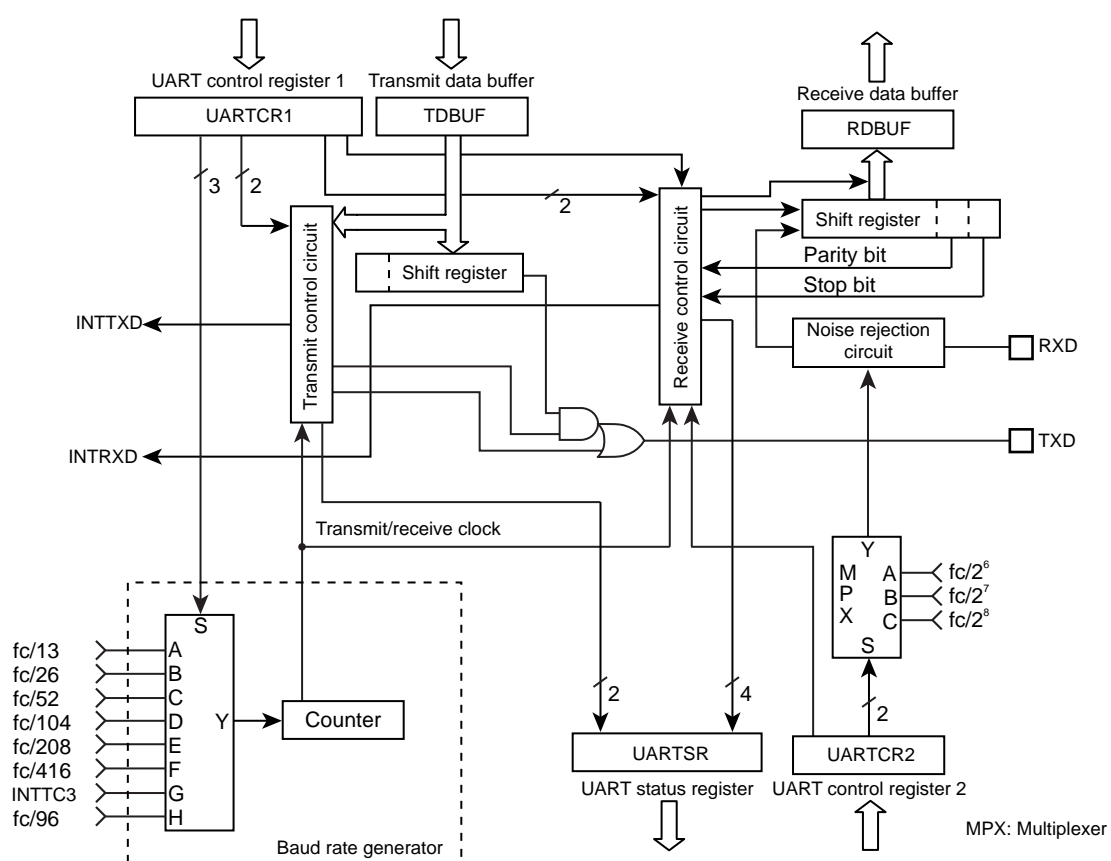 UART control register 1
Transmit data buffer
Receive data buffer
UARTCR1
TDBUF
RDBUF
3
2
2
Shift register
Shift register
Parity bit
Stop bit
Transmit control circuit
Receive control circuit
Noise rejection
circuit
INTTXD
RXD
INTRXD
TXD
Transmit/receive clock
Y
M
P
X
A
B
C
S
fc/2⁶
fc/2⁷
fc/2⁸
S
fc/13
A
fc/26
B
fc/52
C
fc/104
D
Y
Counter
fc/208
E
fc/416
F
INTTC3
G
fc/96
H
2
4
2
UARTSR
UARTCR2
UART status register
UART control register 2
MPX: Multiplexer
Baud rate generator